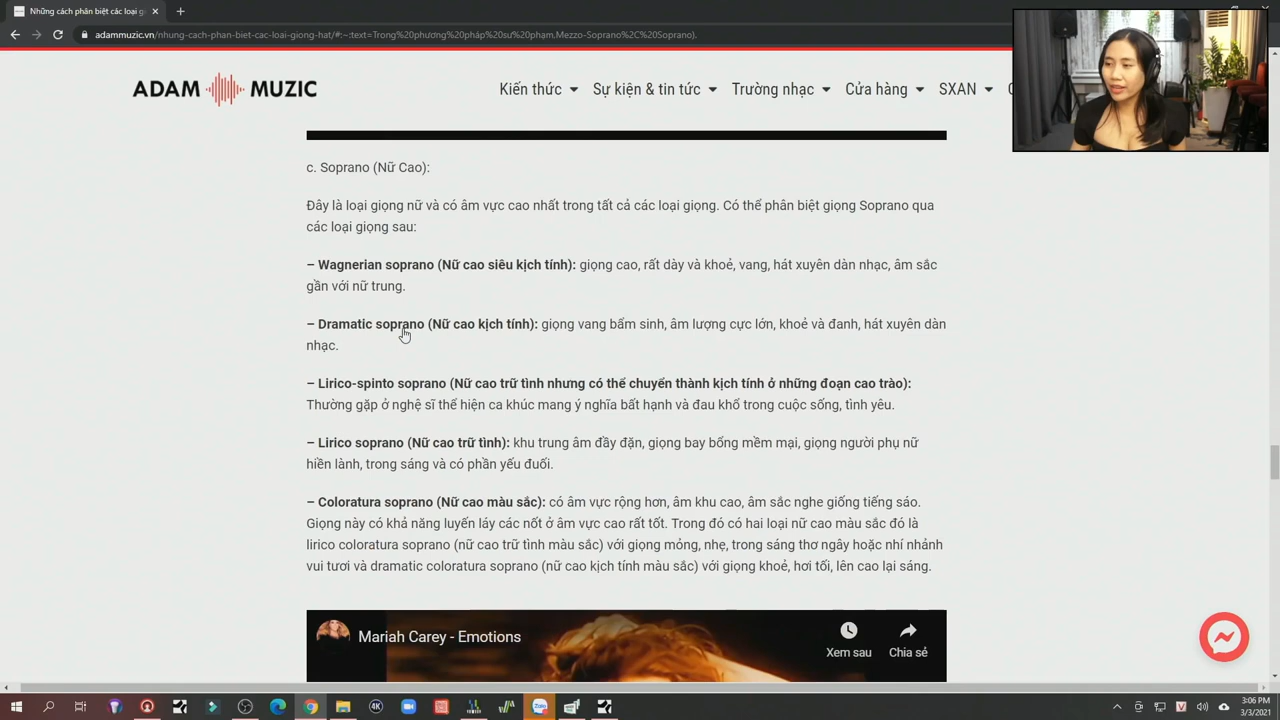 Những cách phân biệt các loại gi
adammuzic.vn/nhung-cach-phan-biet-cac-loai-giong-hat/#:~:text=Trong%20phương%20pháp%20sư%20phạm,Mezzo-Soprano%2C%20Soprano).
ADAM MUZIC
Kiến thức Sự kiện & tin tức Trường nhạc Cửa hàng SXAN
c. Soprano (Nữ Cao):
Đây là loại giọng nữ và có âm vực cao nhất trong tất cả các loại giọng. Có thể phân biệt giọng Soprano qua
các loại giọng sau:
– Wagnerian soprano (Nữ cao siêu kịch tính): giọng cao, rất dày và khoẻ, vang, hát xuyên dàn nhạc, âm sắc
gần với nữ trung.
– Dramatic soprano (Nữ cao kịch tính): giọng vang bẩm sinh, âm lượng cực lớn, khoẻ và đanh, hát xuyên dàn
nhạc.
– Lirico-spinto soprano (Nữ cao trữ tình nhưng có thể chuyển thành kịch tính ở những đoạn cao trào):
Thường gặp ở nghệ sĩ thể hiện ca khúc mang ý nghĩa bất hạnh và đau khổ trong cuộc sống, tình yêu.
– Lirico soprano (Nữ cao trữ tình): khu trung âm đầy đặn, giọng bay bổng mềm mại, giọng người phụ nữ
hiền lành, trong sáng và có phần yếu đuối.
– Coloratura soprano (Nữ cao màu sắc): có âm vực rộng hơn, âm khu cao, âm sắc nghe giống tiếng sáo.
Giọng này có khả năng luyến láy các nốt ở âm vực cao rất tốt. Trong đó có hai loại nữ cao màu sắc đó là
lirico coloratura soprano (nữ cao trữ tình màu sắc) với giọng mỏng, nhẹ, trong sáng thơ ngây hoặc nhí nhảnh
vui tươi và dramatic coloratura soprano (nữ cao kịch tính màu sắc) với giọng khoẻ, hơi tối, lên cao lại sáng.
Mariah Carey - Emotions
Xem sau Chia sẻ
4K
Zalo
V
3:06 PM
3/3/2021